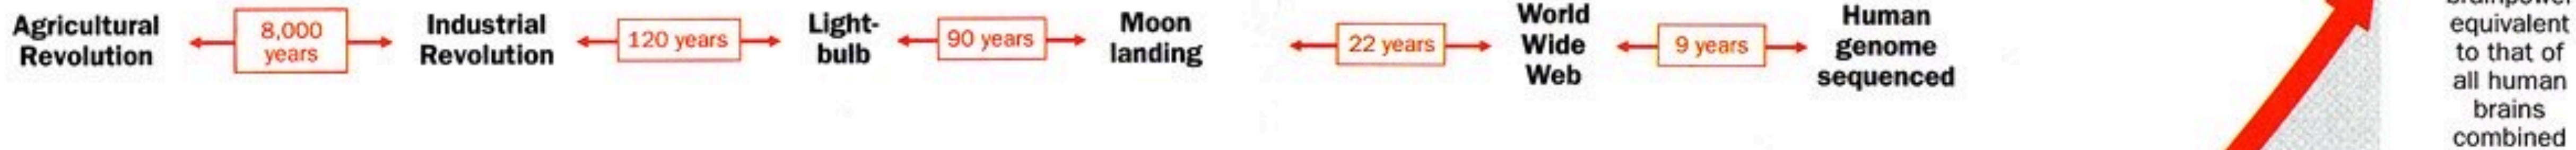 Agricultural
Revolution
8,000
years
Industrial
Revolution
120 years
Light-
bulb
90 years
Moon
landing
22 years
World
Wide
Web
9 years
Human
genome
sequenced
brainpower
equivalent
to that of
all human
brains
combined